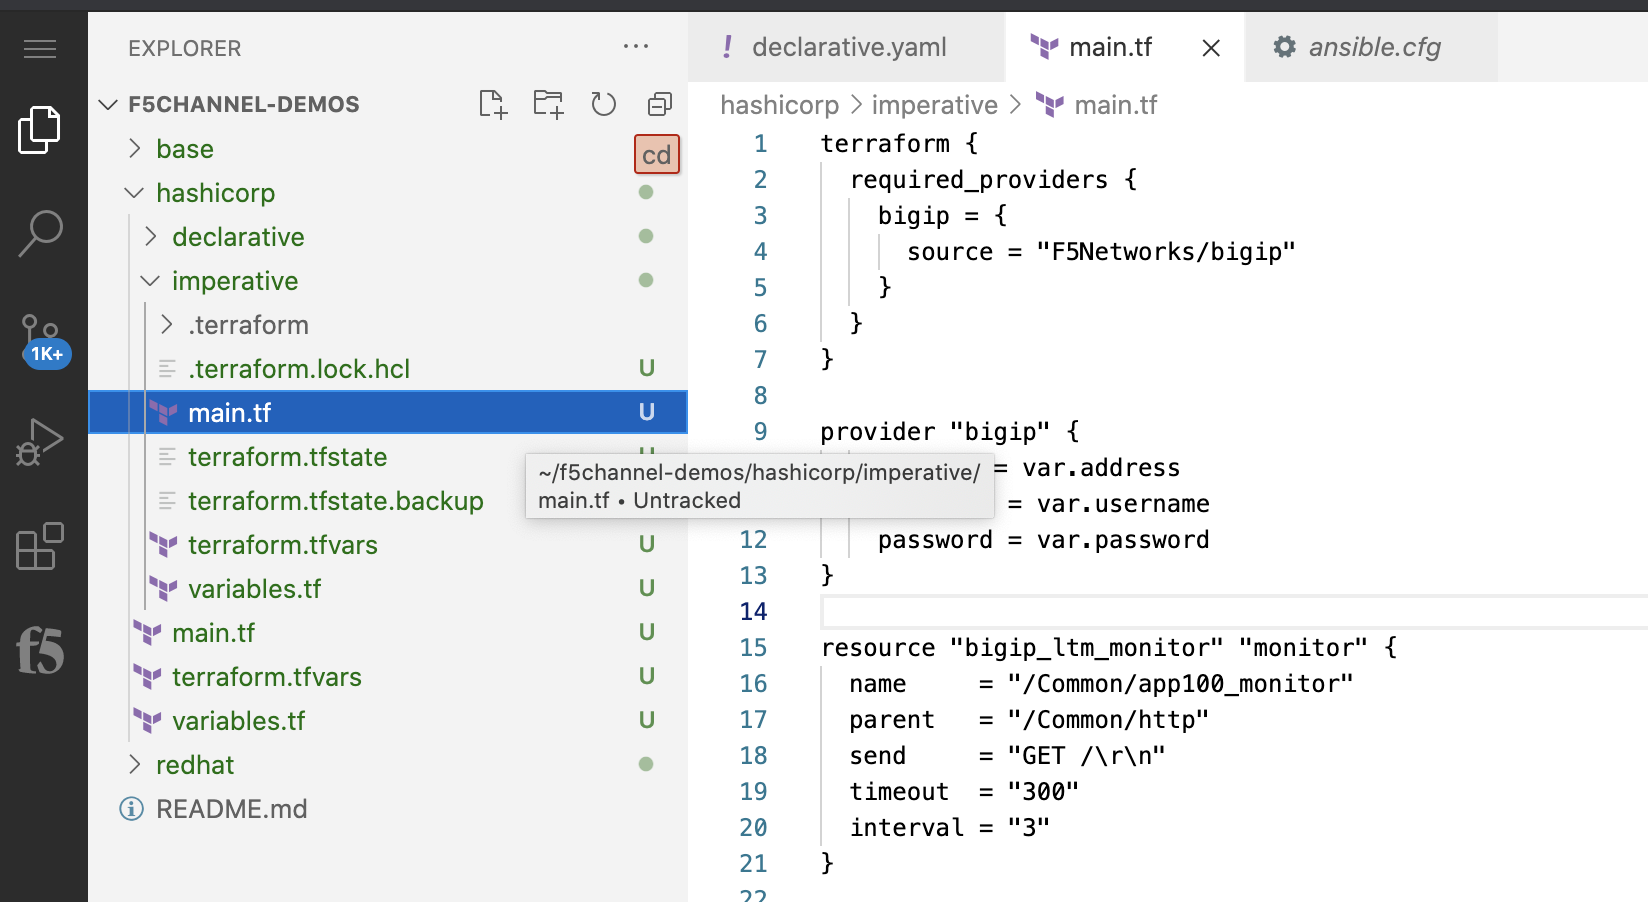 EXPLORER
F5CHANNEL-DEMOS
base
cd
hashicorp
declarative
imperative
.terraform
.terraform.lock.hcl U
main.tf U
terraform.tfstate
terraform.tfstate.backup
terraform.tfvars U
variables.tf U
main.tf U
terraform.tfvars U
variables.tf U
redhat
README.md
1K+
f5
~/f5channel-demos/hashicorp/imperative/
main.tf • Untracked
! declarative.yaml
main.tf
ansible.cfg
hashicorp > imperative > main.tf
1 terraform {
2 required_providers {
3 bigip = {
4 source = "F5Networks/bigip"
5 }
6 }
7 }
8
9 provider "bigip" {
= var.address
= var.username
12 password = var.password
13 }
14
15 resource "bigip_ltm_monitor" "monitor" {
16 name = "/Common/app100_monitor"
17 parent = "/Common/http"
18 send = "GET /\r\n"
19 timeout = "300"
20 interval = "3"
21 }
22